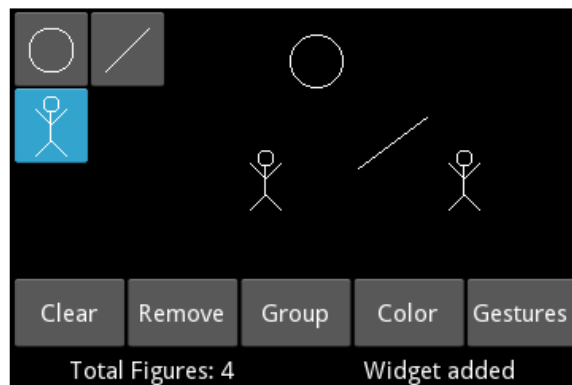 Clear Remove Group Color Gestures
Total Figures: 4 Widget added